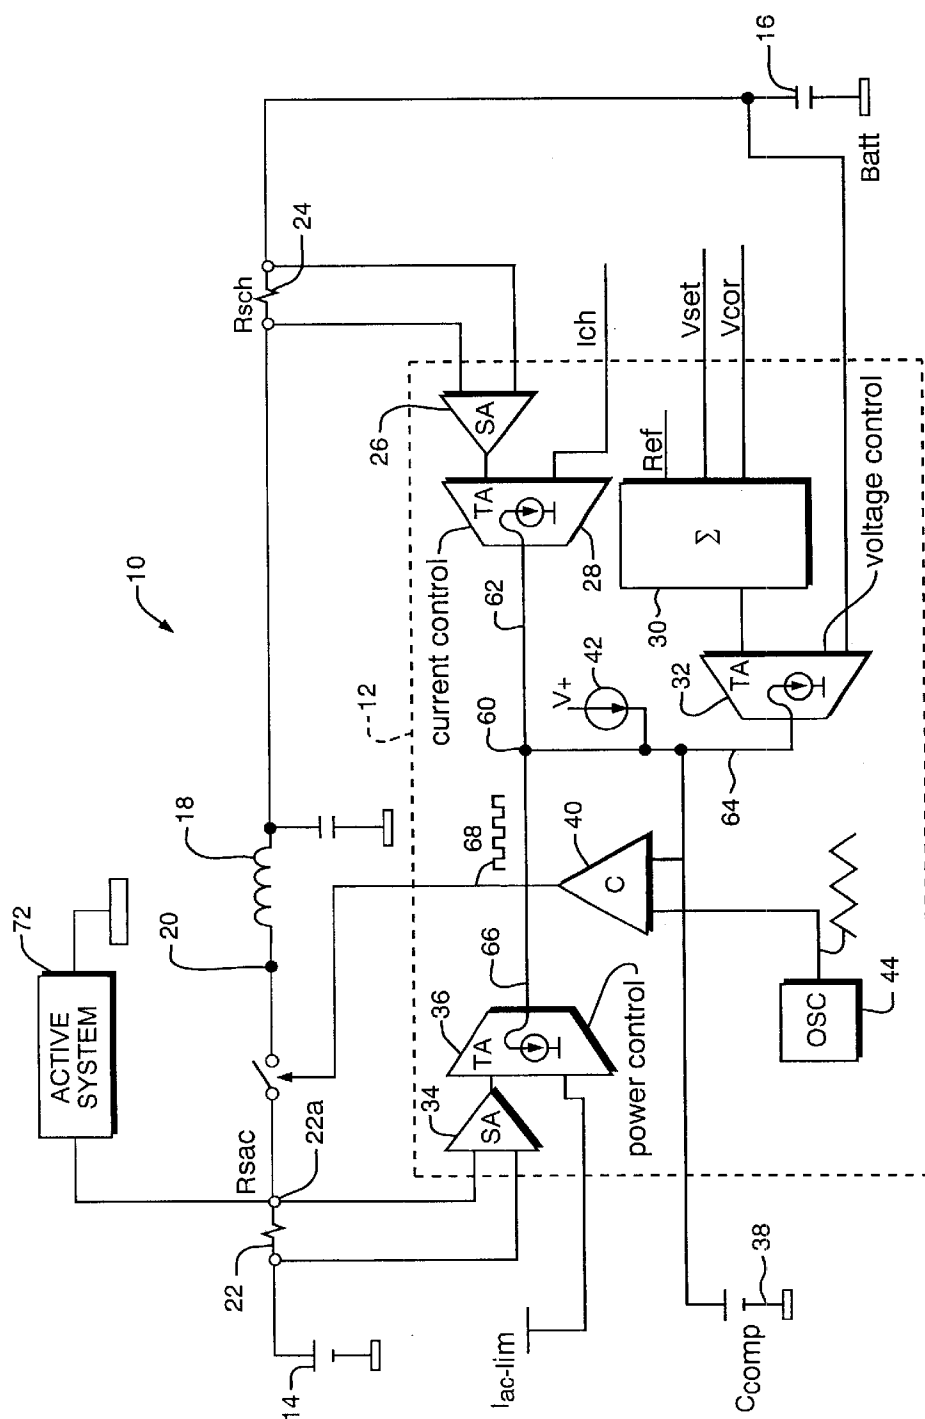 10
72
ACTIVE
SYSTEM
20
18
Rsch
24
16
Batt
Rsac
22a
22
14
12
current control
26
SA
TA
28
Ich
62
60
V+
42
Ref
Vset
Vcor
Σ
30
32
TA
voltage control
64
68
40
C
66
36
TA
34
SA
power control
Iac-lim
OSC
44
Ccomp
38